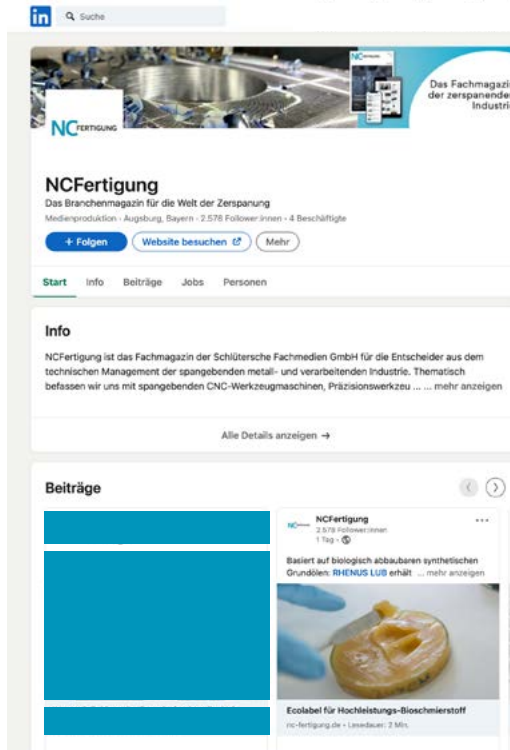 in
Suche
NC
Das Fachmagazin
der zerspanenden
Industrie
NCFERTIGUNG
NCFertigung
Das Branchenmagazin für die Welt der Zerspanung
Medienproduktion · Augsburg, Bayern · 2.578 Follower:innen · 4 Beschäftigte
+ Folgen Website besuchen Mehr
Start Info Beiträge Jobs Personen
Info
NCFertigung ist das Fachmagazin der Schlütersche Fachmedien GmbH für die Entscheider aus dem
technischen Management der spangebenden metall- und verarbeitenden Industrie. Thematisch
befassen wir uns mit spangebenden CNC-Werkzeugmaschinen, Präzisionswerkzeu ... ... mehr anzeigen
Alle Details anzeigen →
Beiträge
NCFertigung
2.578 Follower:innen
1 Tag ·
Basiert auf biologisch abbaubaren synthetischen
Grundölen: RHENUS LUB erhält ... mehr anzeigen
Ecolabel für Hochleistungs-Bioschmierstoff
nc-fertigung.de · Lesedauer: 2 Min.